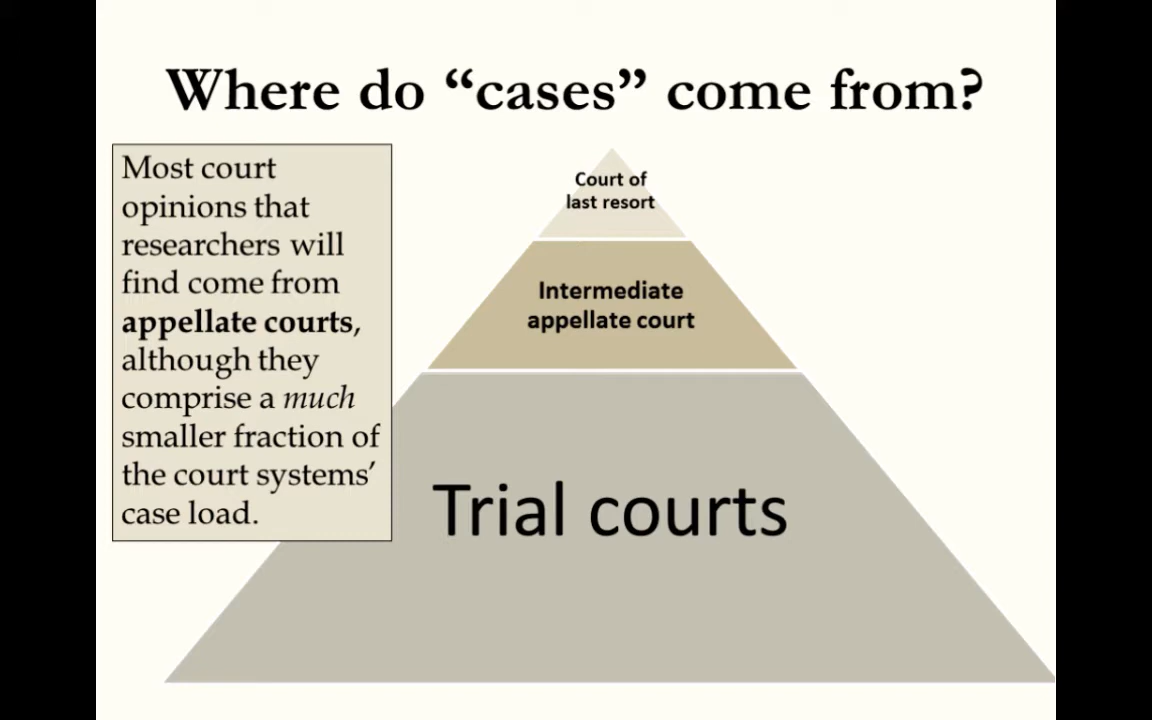 Where do “cases” come from?
Most court
opinions that
researchers will
find come from
appellate courts,
although they
comprise a much
smaller fraction of
the court systems’
case load.
Court of
last resort
Intermediate
appellate court
Trial courts